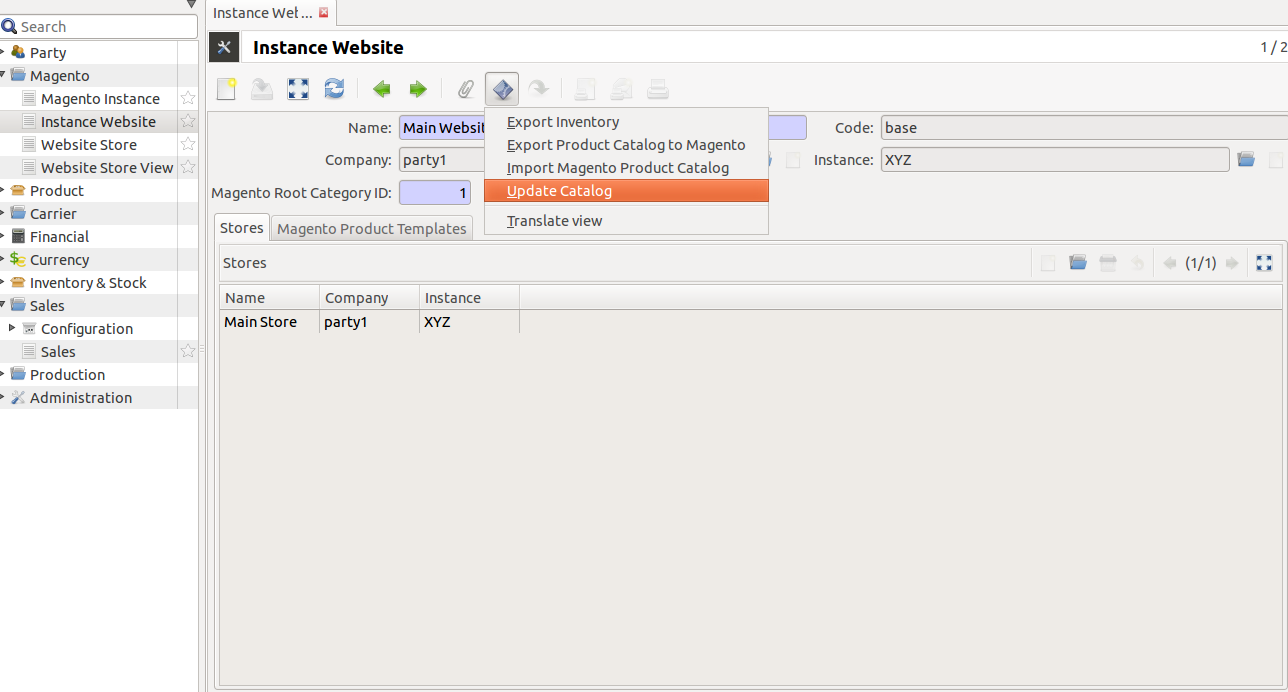 Instance Wet ...
Search
Instance Website
1 / 2
Party
Magento
Magento Instance
Instance Website
Website Store
Website Store View
Product
Carrier
Financial
Currency
Inventory & Stock
Sales
Configuration
Sales
Production
Administration
Name: Main Websit
Code: base
Company: party1
Instance: XYZ
Magento Root Category ID: 1
Export Inventory
Export Product Catalog to Magento
Import Magento Product Catalog
Update Catalog
Translate view
Stores
Magento Product Templates
Stores
(1/1)
Name Company Instance
Main Store party1 XYZ